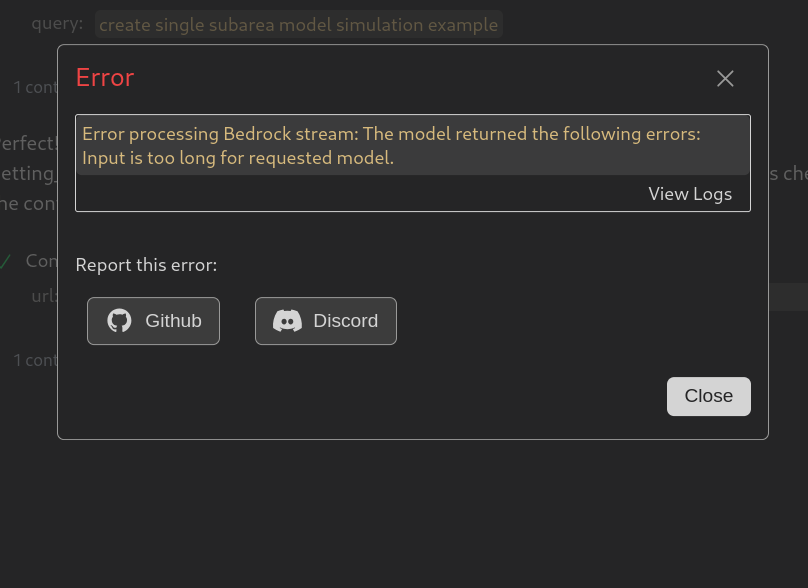 query: create single subarea model simulation example
Error
1 cont
Error processing Bedrock stream: The model returned the following errors:
Input is too long for requested model.
erfect!
etting_
s che
View Logs
ne con
Con
Report this error:
url:
Github
Discord
1 cont
Close